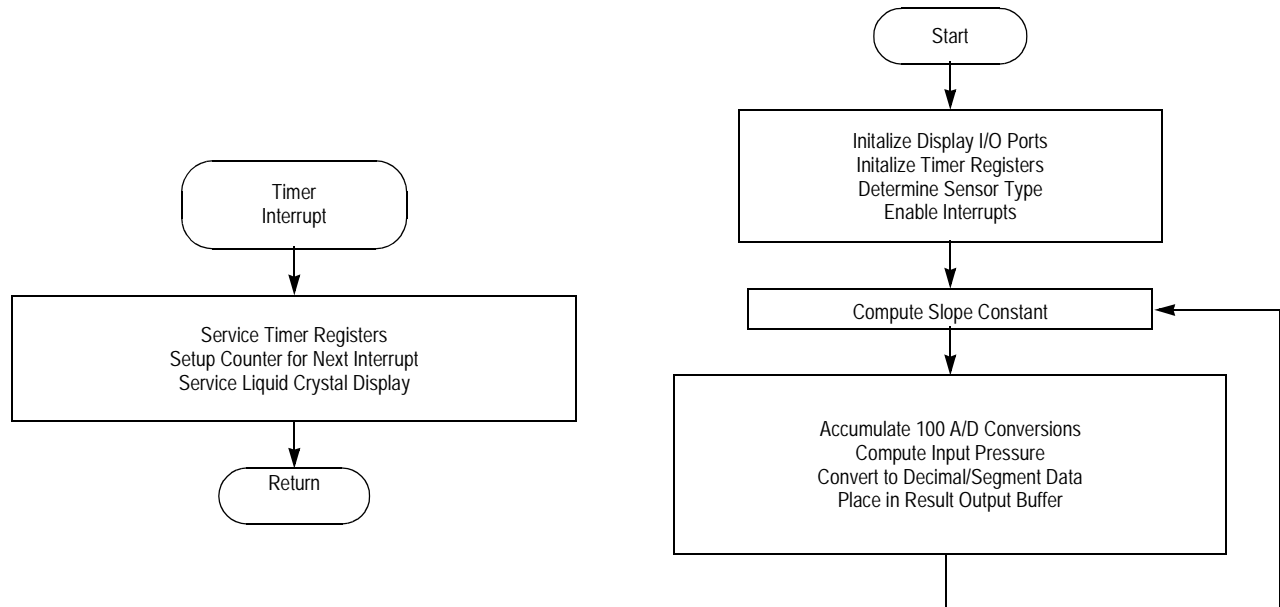 Timer
Interrupt
Service Timer Registers
Setup Counter for Next Interrupt
Service Liquid Crystal Display
Return
Start
Initalize Display I/O Ports
Initalize Timer Registers
Determine Sensor Type
Enable Interrupts
Compute Slope Constant
Accumulate 100 A/D Conversions
Compute Input Pressure
Convert to Decimal/Segment Data
Place in Result Output Buffer